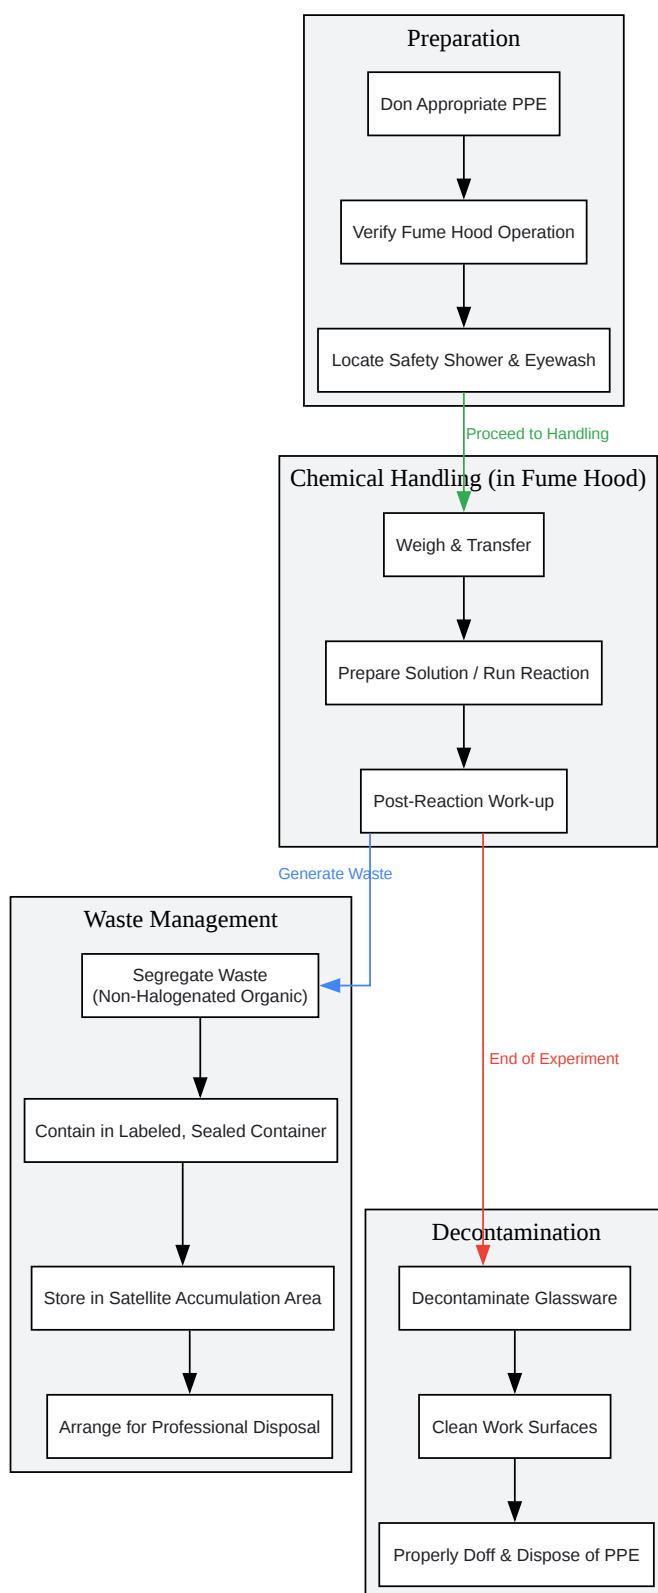 Preparation
Don Appropriate PPE
Verify Fume Hood Operation
Locate Safety Shower & Eyewash
Proceed to Handling
Chemical Handling (in Fume Hood)
Weigh & Transfer
Prepare Solution / Run Reaction
Post-Reaction Work-up
Generate Waste
Waste Management
Segregate Waste
(Non-Halogenated Organic)
Contain in Labeled, Sealed Container
Store in Satellite Accumulation Area
Arrange for Professional Disposal
End of Experiment
Decontamination
Decontaminate Glassware
Clean Work Surfaces
Properly Doff & Dispose of PPE